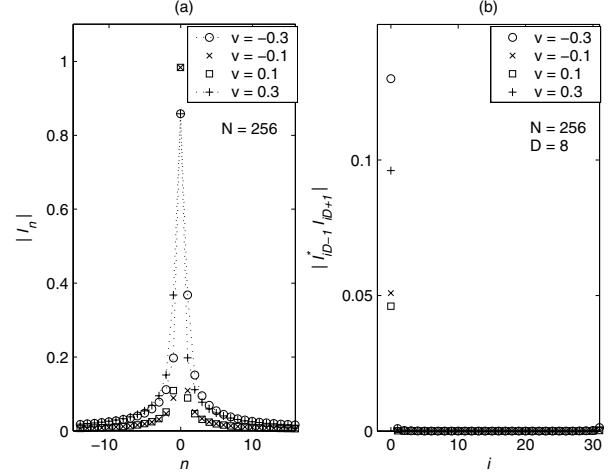 (a)
1
0.8
0.6
0.4
0.2
0
−10
0
10
n
| I_n |
v = −0.3
v = −0.1
v = 0.1
v = 0.3
N = 256
(b)
0.1
0.05
0
0
10
20
30
i
| I*_{iD−1} I_{iD+1} |
v = −0.3
v = −0.1
v = 0.1
v = 0.3
N = 256
D = 8